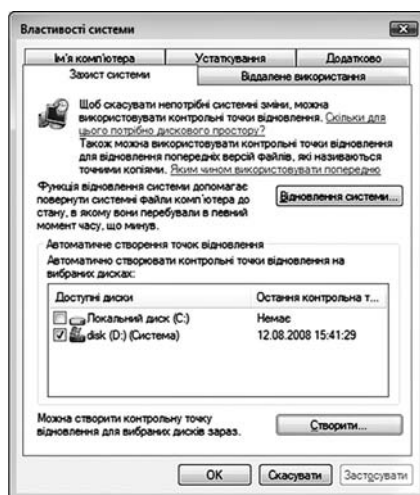 Властивості системи
Ім'я комп'ютера Устаткування Додатково
Захист системи Віддалене використання
Щоб скасувати непотрібні системні зміни, можна
використовувати контрольні точки відновлення. Скільки для
цього потрібно дискового простору?
Також можна використовувати контрольні точки відновлення
для відновлення попередніх версій файлів, які називаються
точними копіями. Яким чином використовувати попередню
Функція відновлення системи допомагає
повернути системні файли комп'ютера до
стану, в якому вони перебували в певний
момент часу, що минув.
Відновлення системи...
Автоматичне створення точок відновлення
Автоматично створювати контрольні точки відновлення на
вибраних дисках:
Доступні диски Остання контрольна т...
Локальний диск (C:) Немає
disk (D:) (Система) 12.08.2008 15:41:29
Можна створити контрольну точку
відновлення для вибраних дисків зараз.
Створити...
OK Скасувати Застосувати